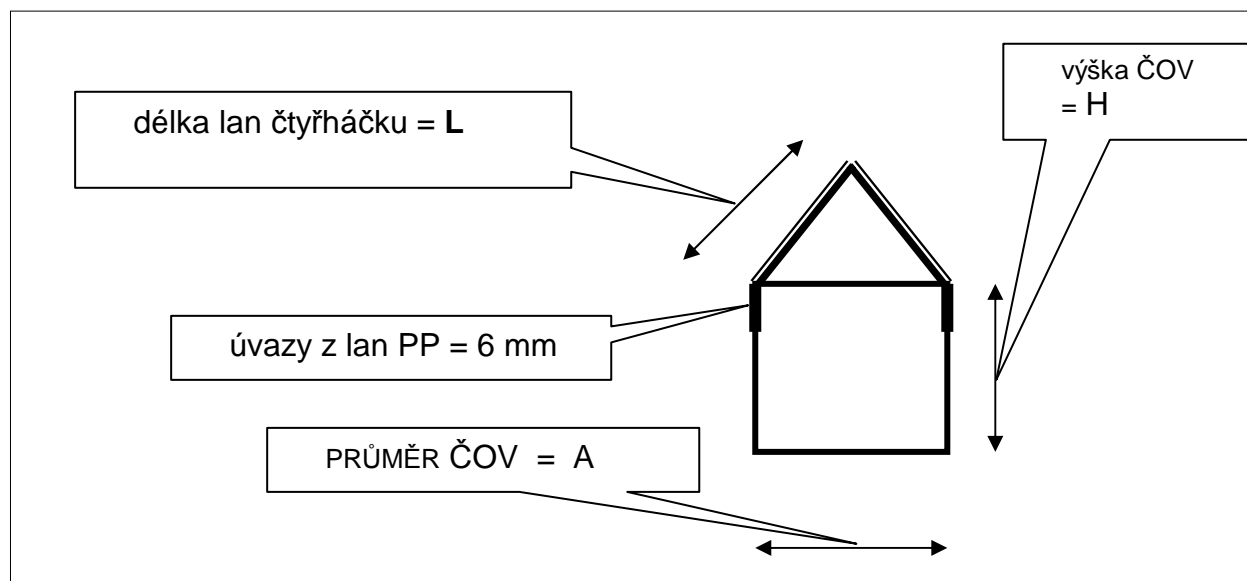 výška ČOV
= H
délka lan čtyřháčku = L
úvazy z lan PP = 6 mm
PRŮMĚR ČOV = A